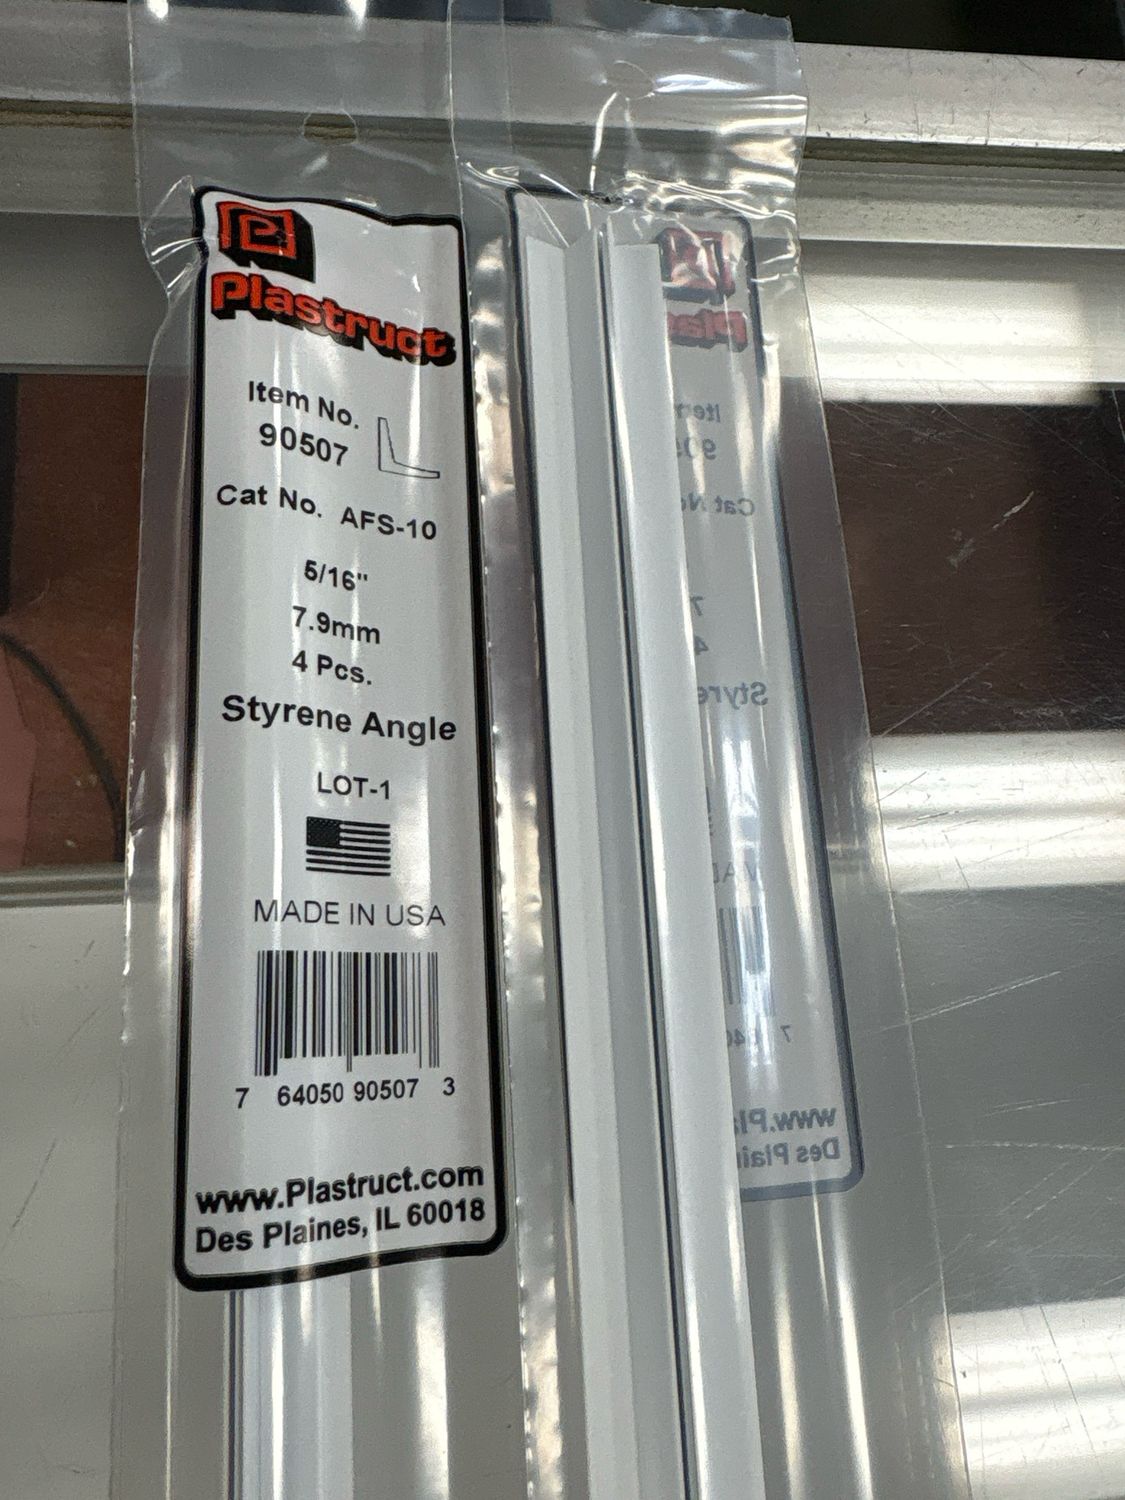 Plastruct
Item No.
90507
Cat No. AFS-10
5/16"
7.9mm
4 Pcs.
Styrene Angle
LOT-1
MADE IN USA
7 64050 90507 3
www.Plastruct.com
Des Plaines, IL 60018